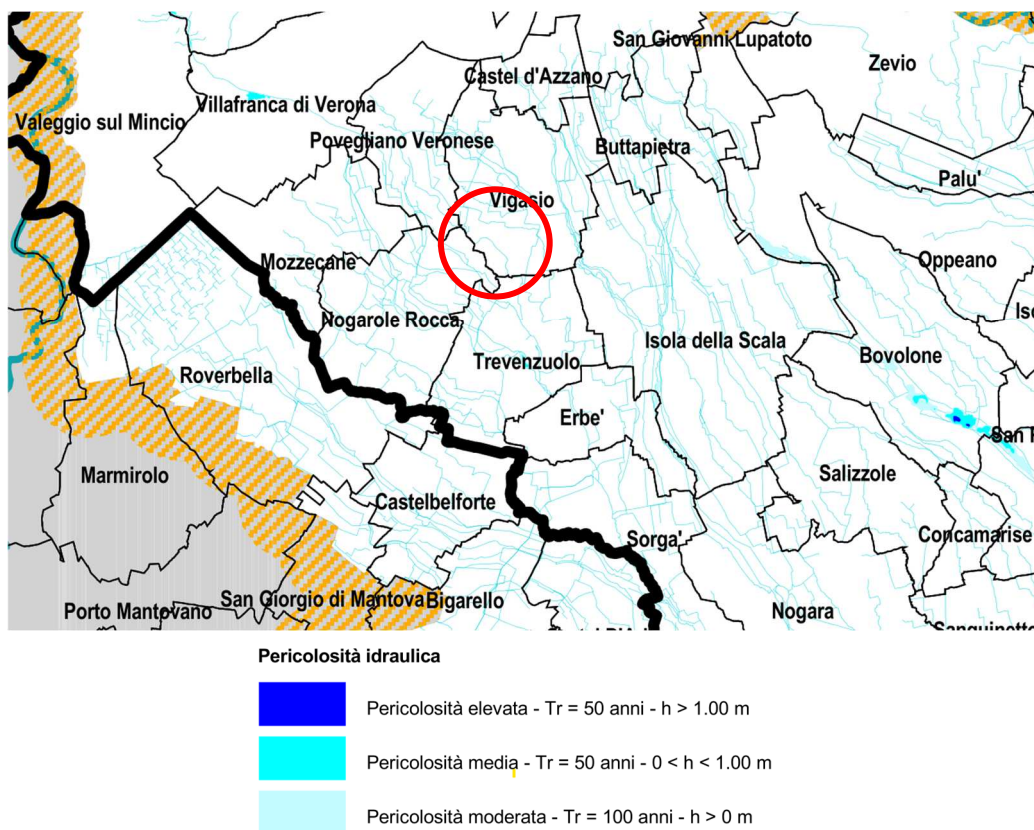 San Giovanni Lupatoto
Zevio
Castel d'Azzano
Villafranca di Verona
Valeggio sul Mincio
Povegliano Veronese
Buttapietra
Palu'
Vigasio
Mozzecane
Oppeano
Nogarole Rocca
Isola della Scala
Trevenzuolo
Bovolone
Roverbella
Erbe'
Marmirolo
Salizzole
Castelbelforte
Sorga'
Concamarise
San Giorgio di Mantova
Bigarello
Porto Mantovano
Nogara
Pericolosità idraulica
Pericolosità elevata - Tr = 50 anni - h > 1.00 m
Pericolosità media - Tr = 50 anni - 0 < h < 1.00 m
Pericolosità moderata - Tr = 100 anni - h > 0 m